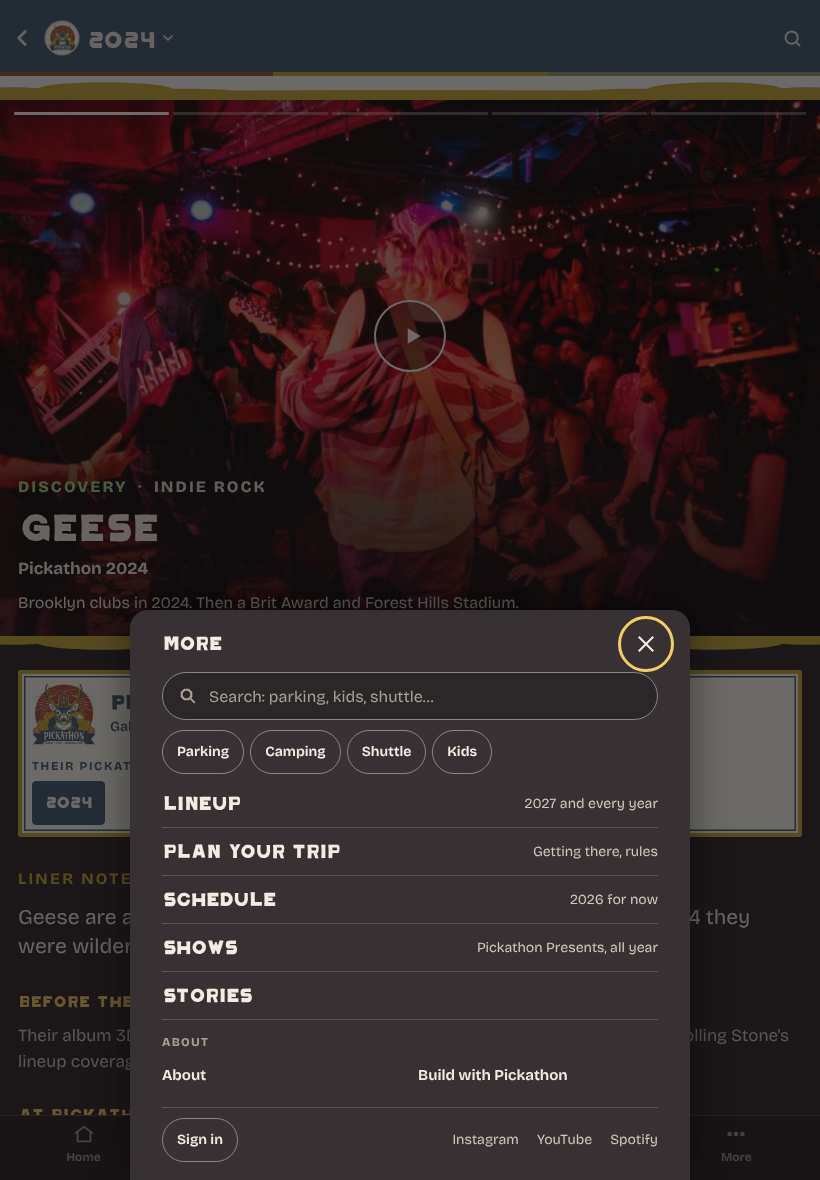 2024
DISCOVERY · INDIE ROCK
GEESE
Pickathon 2024
Brooklyn clubs in 2024. Then a Brit Award and Forest Hills Stadium.
MORE
Search: parking, kids, shuttle...
Parking Camping Shuttle Kids
LINEUP 2027 and every year
PLAN YOUR TRIP Getting there, rules
SCHEDULE 2026 for now
SHOWS Pickathon Presents, all year
STORIES
ABOUT
About Build with Pickathon
Sign in Instagram YouTube Spotify
PICKATHON
THEIR PICKAT
2024
LINER NOTE
Geese are a 4 they
were wilder
BEFORE THE
Their album 3D olling Stone's
lineup coverag
AT PICKATH
Home More